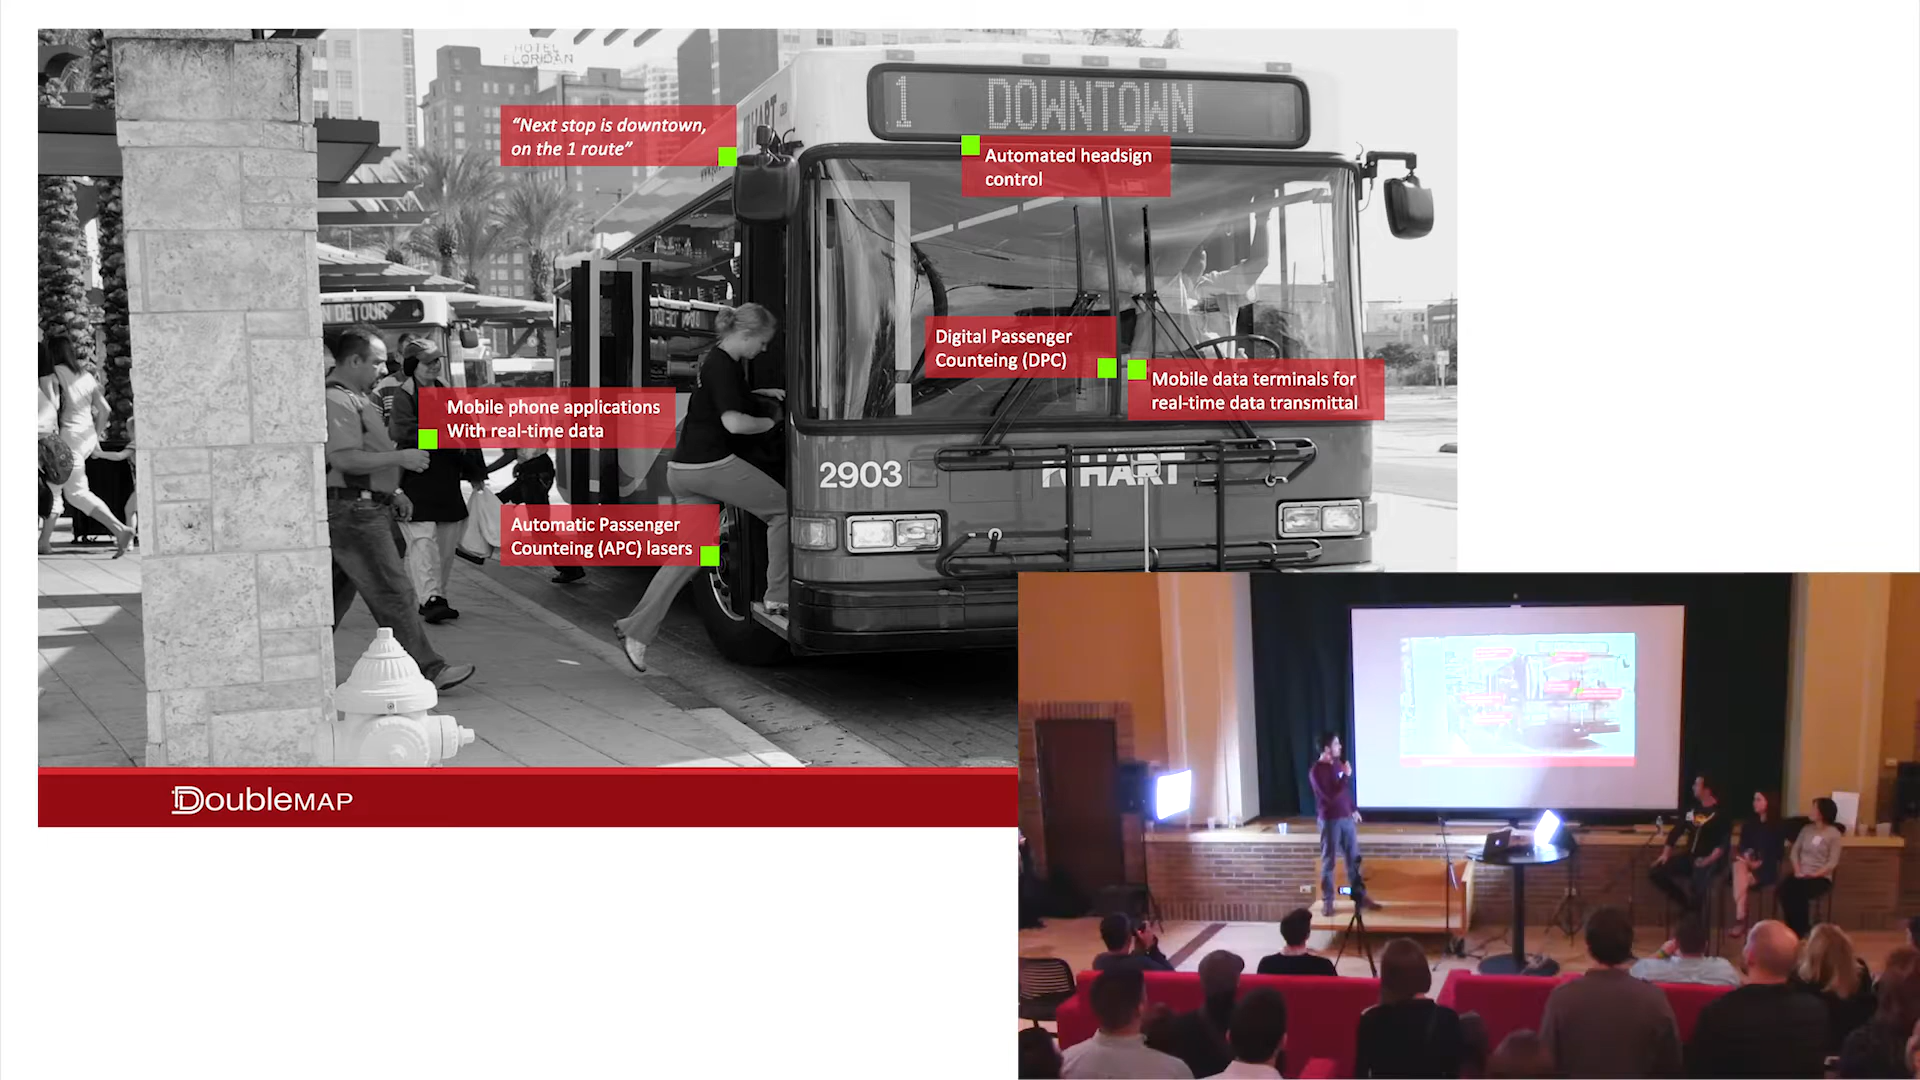 HOTEL
FLORIDAN
1 DOWNTOWN
"Next stop is downtown,
on the 1 route"
HART
Automated headsign
control
N DETOUR
Digital Passenger
Counteing (DPC)
Mobile data terminals for
real-time data transmittal
Mobile phone applications
With real-time data
2903
HART
Automatic Passenger
Counteing (APC) lasers
DOUBLEMAP